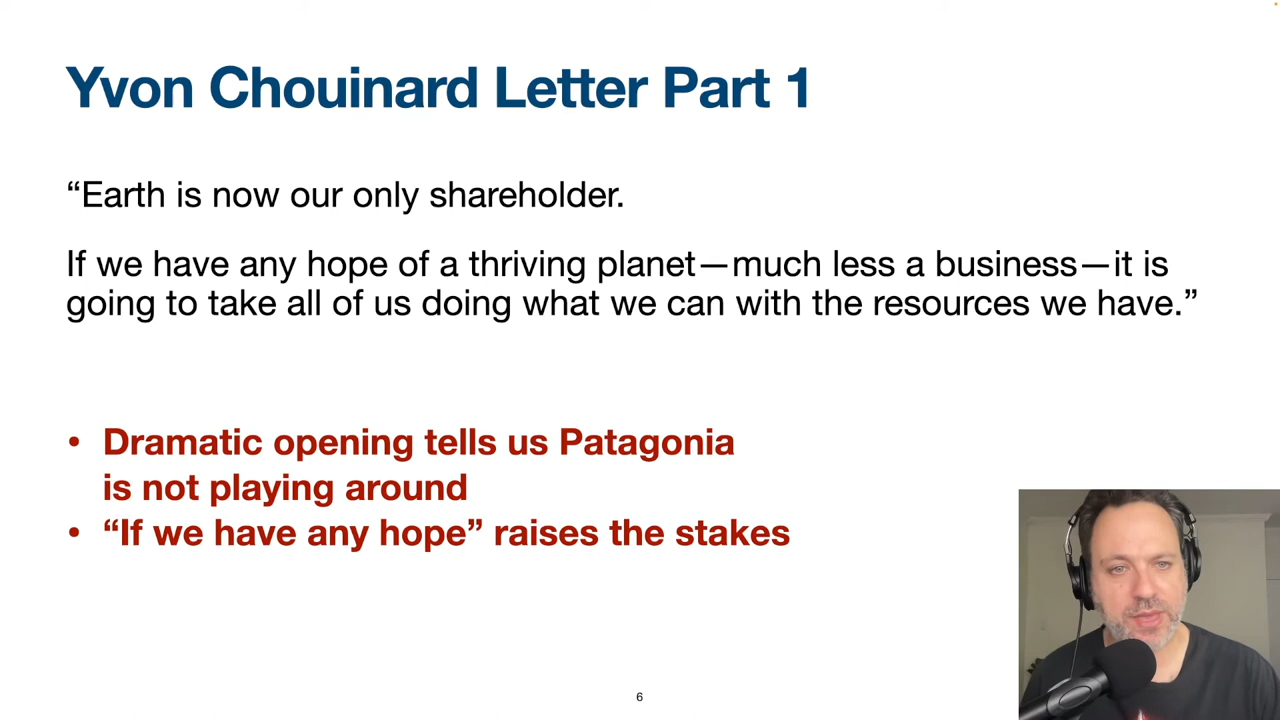 Yvon Chouinard Letter Part 1
“Earth is now our only shareholder.
If we have any hope of a thriving planet—much less a business—it is
going to take all of us doing what we can with the resources we have.”
• Dramatic opening tells us Patagonia
is not playing around
• “If we have any hope” raises the stakes
6